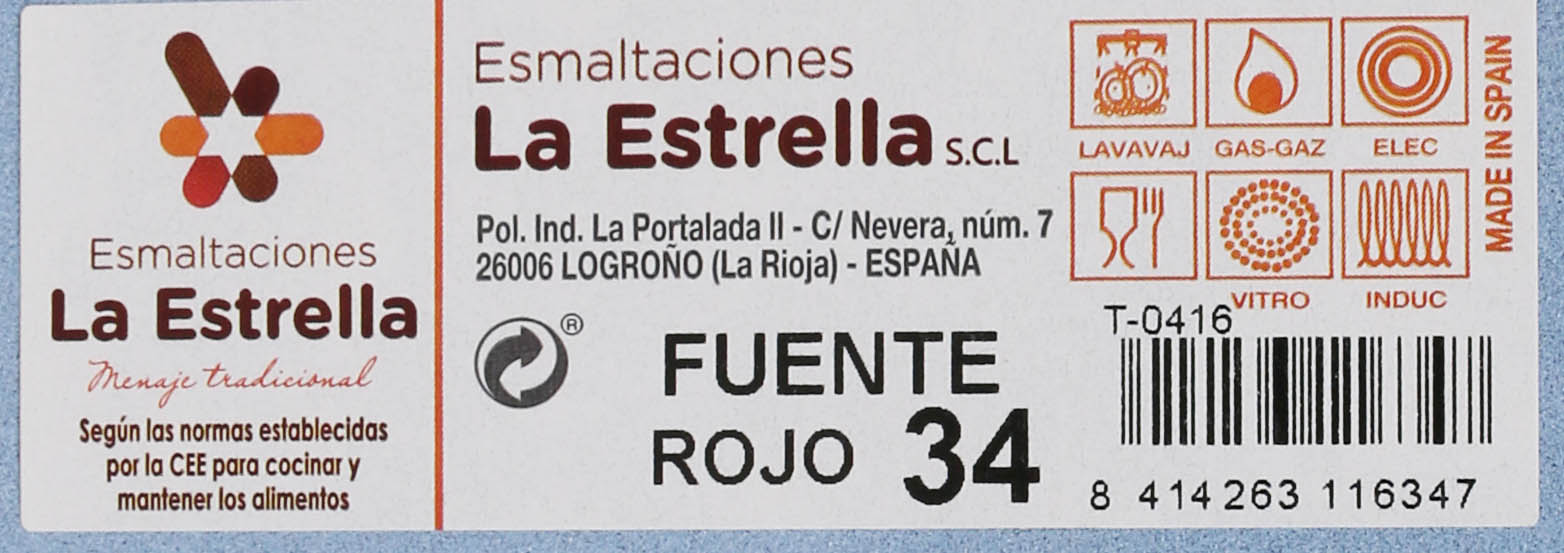 Esmaltaciones
La Estrella
Menaje tradicional
Según las normas establecidas
por la CEE para cocinar y
mantener los alimentos
Esmaltaciones
La Estrella S.C.L
Pol. Ind. La Portalada II - C/ Nevera, núm. 7
26006 LOGROÑO (La Rioja) - ESPAÑA
®
FUENTE
ROJO 34
LAVAVAJ GAS-GAZ ELEC
VITRO INDUC
MADE IN SPAIN
T-0416
8 414263 116347